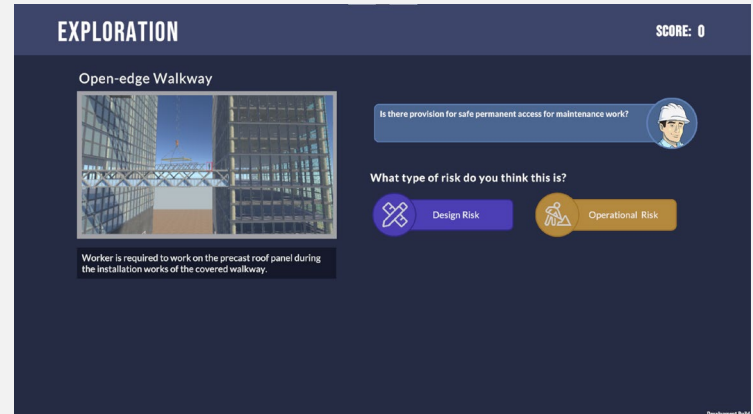 EXPLORATION
SCORE: 0
Open-edge Walkway
Is there provision for safe permanent access for maintenance work?
What type of risk do you think this is?
Design Risk
Operational Risk
Worker is required to work on the precast roof panel during
the installation works of the covered walkway.
Development Build